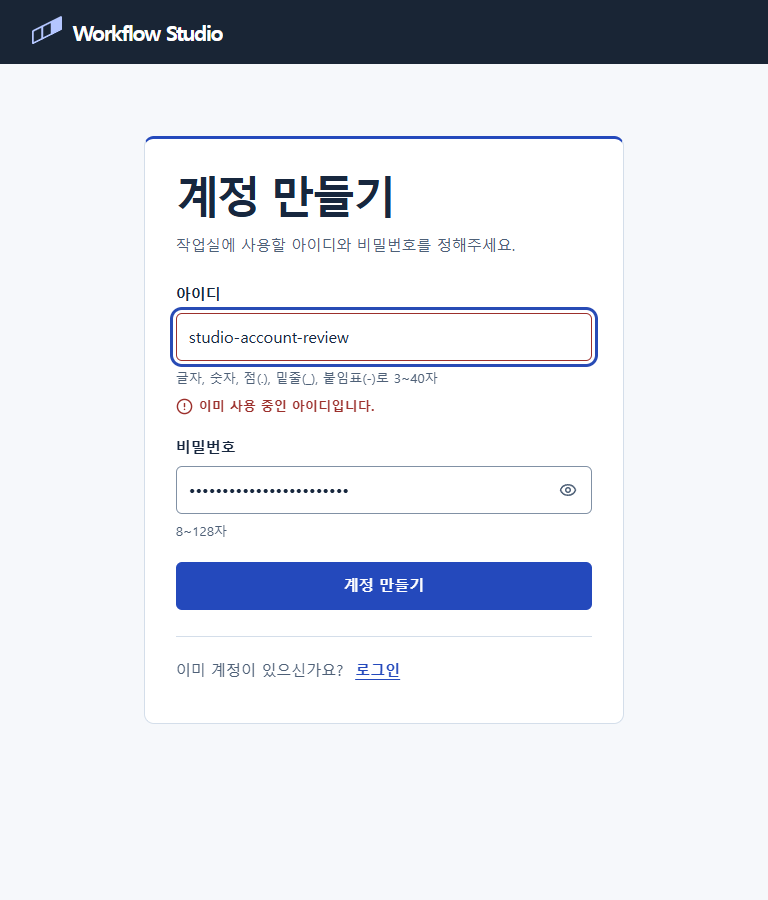 Workflow Studio
계정 만들기
작업실에 사용할 아이디와 비밀번호를 정해주세요.
아이디
studio-account-review
글자, 숫자, 점(.), 밑줄(_), 붙임표(-)로 3~40자
이미 사용 중인 아이디입니다.
비밀번호
••••••••••••••••••••••••
8~128자
계정 만들기
이미 계정이 있으신가요? 로그인